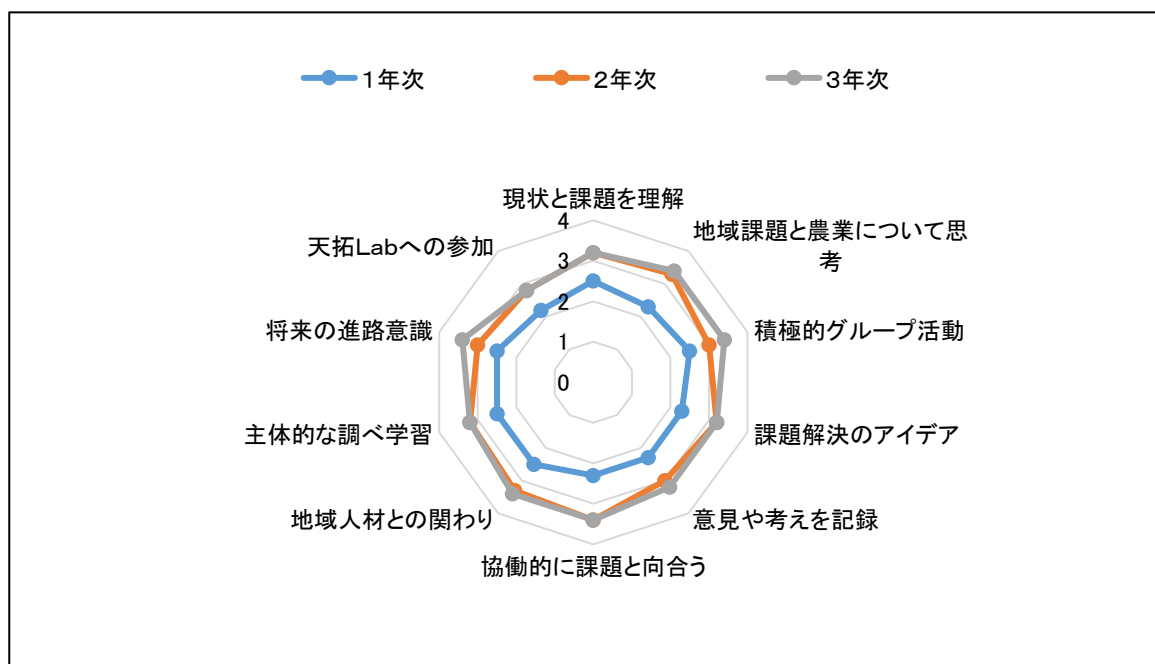 １年次
２年次
３年次
現状と課題を理解
地域課題と農業について思
考
積極的グループ活動
課題解決のアイデア
意見や考えを記録
協働的に課題と向合う
地域人材との関わり
主体的な調べ学習
将来の進路意識
天拓Labへの参加
4
3
2
1
0